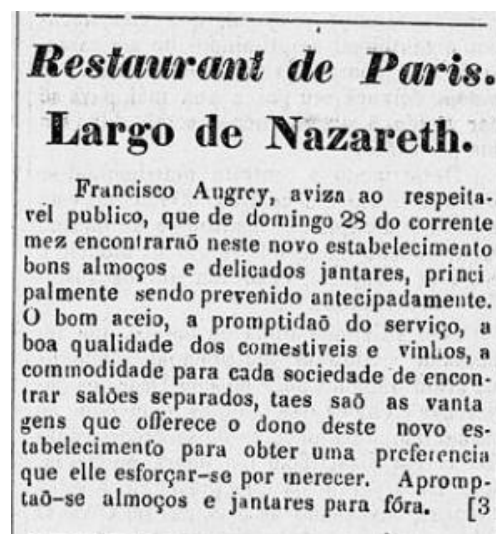 Restaurant de Paris.
Largo de Nazareth.
Francisco Augrey, aviza ao respeita-
vel publico, que de domingo 28 do corrente
mez encontraraõ neste novo estabelecimento
bons almoços e delicados jantares, princi
palmente sendo prevenido antecipadamente.
O bom aceio, a promptidaõ do serviço, a
boa qualidade dos comestiveis e vinhos, a
commodidade para cada sociedade de encon-
trar salões separados, taes saõ as vanta
gens que offerece o dono deste novo es-
tabelecimento para obter uma preferencia
que elle esforçar-se por merecer. Apromp-
taõ-se almoços e jantares para fóra. [3